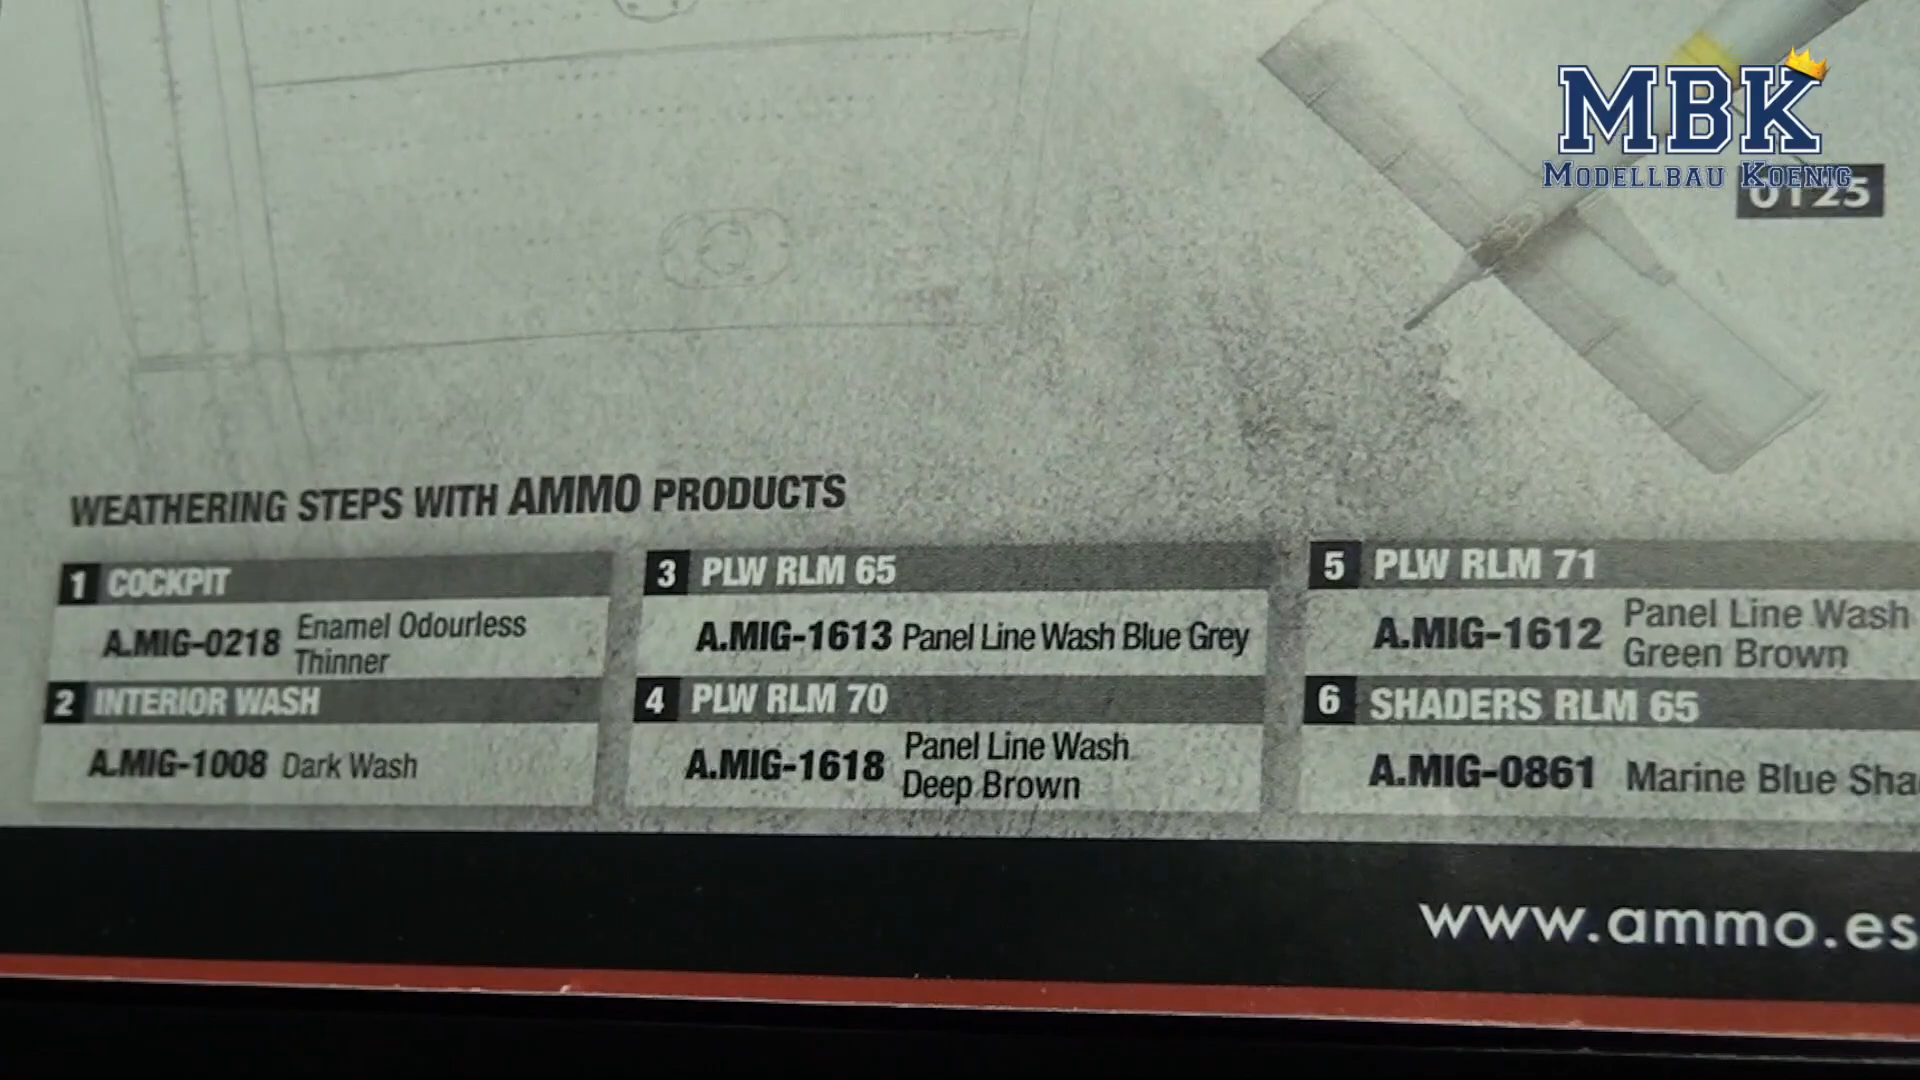 MBK
MODELLBAU KOENIG
0125
WEATHERING STEPS WITH AMMO PRODUCTS
1 COCKPIT
A.MIG-0218 Enamel Odourless
Thinner
2 INTERIOR WASH
A.MIG-1008 Dark Wash
3 PLW RLM 65
A.MIG-1613 Panel Line Wash Blue Grey
4 PLW RLM 70
A.MIG-1618 Panel Line Wash
Deep Brown
5 PLW RLM 71
A.MIG-1612 Panel Line Wash
Green Brown
6 SHADERS RLM 65
A.MIG-0861 Marine Blue Sha
www.ammo.es